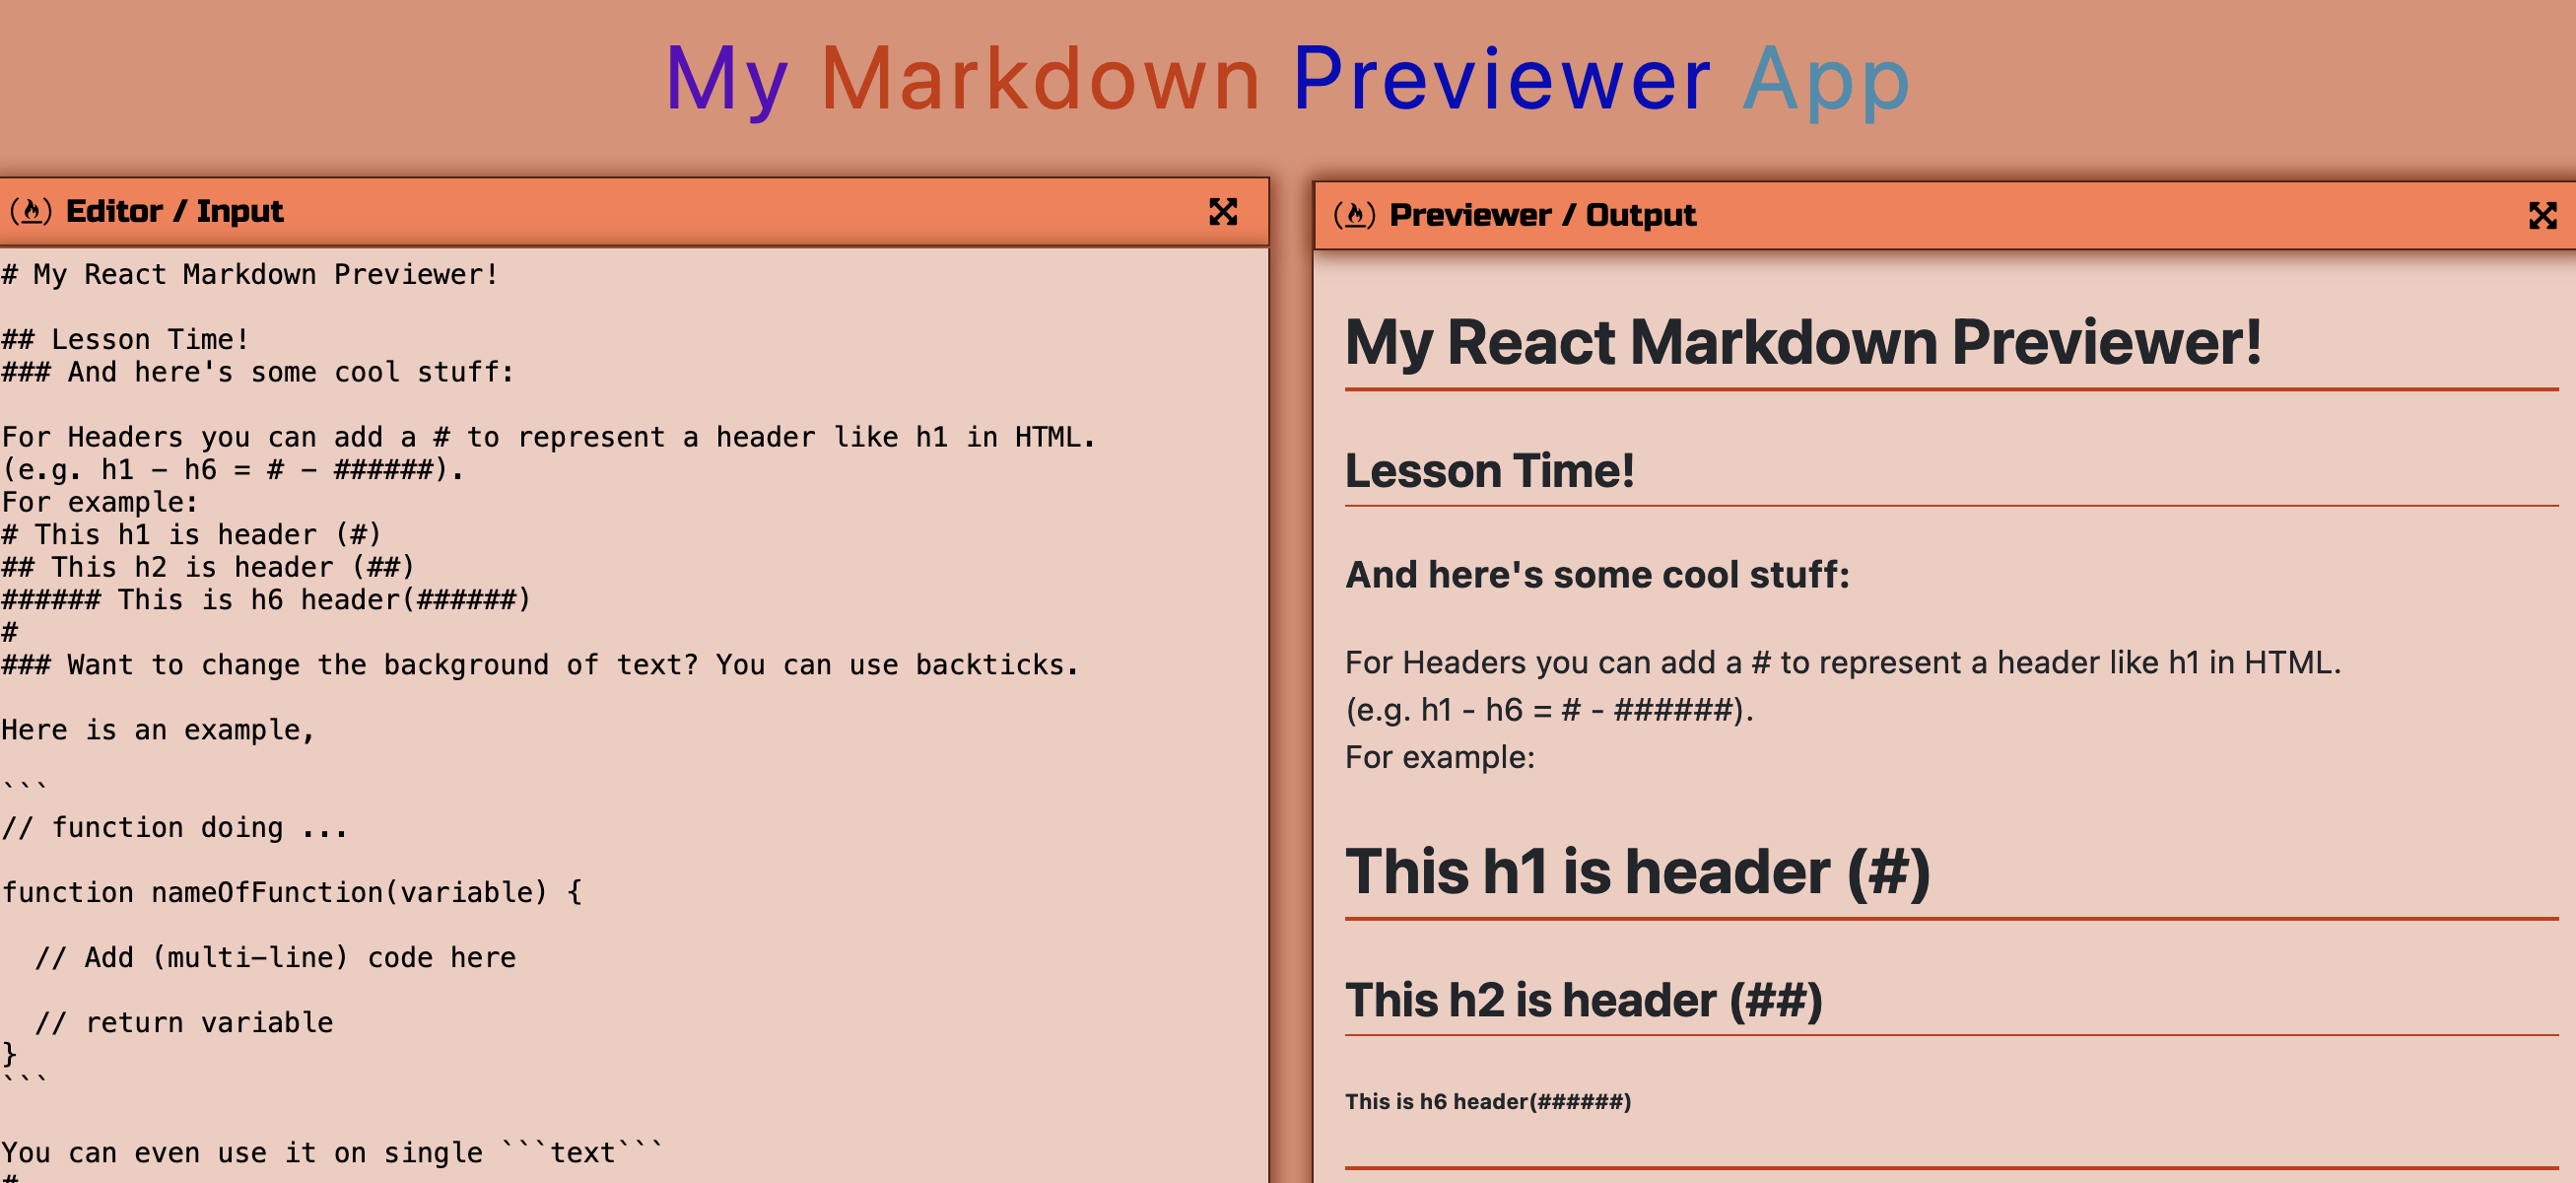 My Markdown Previewer App
Editor / Input
# My React Markdown Previewer!
## Lesson Time!
### And here's some cool stuff:
For Headers you can add a # to represent a header like h1 in HTML.
(e.g. h1 - h6 = # - ######).
For example:
# This h1 is header (#)
## This h2 is header (##)
###### This is h6 header(######)
#
### Want to change the background of text? You can use backticks.
Here is an example,
```
// function doing ...
function nameOfFunction(variable) {
  // Add (multi-line) code here
  // return variable
}
```
You can even use it on single ```text```
#
Previewer / Output
My React Markdown Previewer!
Lesson Time!
And here's some cool stuff:
For Headers you can add a # to represent a header like h1 in HTML.
(e.g. h1 - h6 = # - ######).
For example:
This h1 is header (#)
This h2 is header (##)
This is h6 header(######)